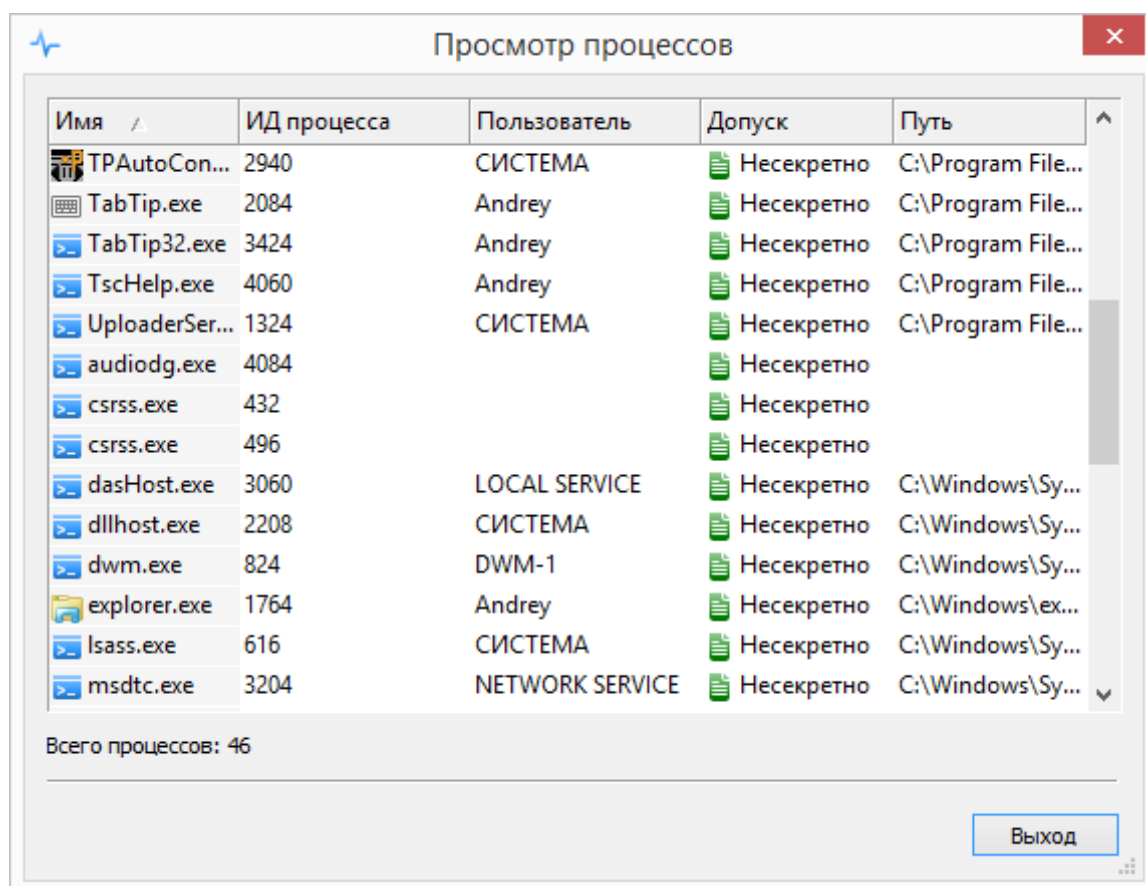 Просмотр процессов
Имя ИД процесса Пользователь Допуск Путь
TPAutoCon... 2940 СИСТЕМА Несекретно C:\Program File...
TabTip.exe 2084 Andrey Несекретно C:\Program File...
TabTip32.exe 3424 Andrey Несекретно C:\Program File...
TscHelp.exe 4060 Andrey Несекретно C:\Program File...
UploaderSer... 1324 СИСТЕМА Несекретно C:\Program File...
audiodg.exe 4084 Несекретно
csrss.exe 432 Несекретно
csrss.exe 496 Несекретно
dasHost.exe 3060 LOCAL SERVICE Несекретно C:\Windows\Sy...
dllhost.exe 2208 СИСТЕМА Несекретно C:\Windows\Sy...
dwm.exe 824 DWM-1 Несекретно C:\Windows\Sy...
explorer.exe 1764 Andrey Несекретно C:\Windows\ex...
lsass.exe 616 СИСТЕМА Несекретно C:\Windows\Sy...
msdtc.exe 3204 NETWORK SERVICE Несекретно C:\Windows\Sy...
Всего процессов: 46
Выход